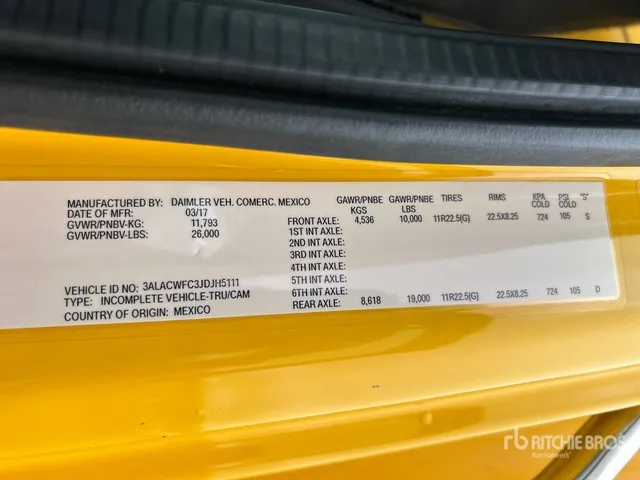 MANUFACTURED BY: DAIMLER VEH. COMERC. MEXICO
DATE OF MFR: 03/17
GVWR/PNBV-KG: 11,793
GVWR/PNBV-LBS: 26,000
VEHICLE ID NO: 3ALACWFC3JDJH5111
TYPE: INCOMPLETE VEHICLE-TRU/CAM
COUNTRY OF ORIGIN: MEXICO
GAWR/PNBE GAWR/PNBE TIRES RIMS KPA PSI "S"
KGS LBS COLD COLD
FRONT AXLE: 4,536 10,000 11R22.5(G) 22.5X8.25 724 105 S
1ST INT AXLE:
2ND INT AXLE:
3RD INT AXLE:
4TH INT AXLE:
5TH INT AXLE:
6TH INT AXLE:
REAR AXLE: 8,618 19,000 11R22.5(G) 22.5X8.25 724 105 D
rb RITCHIE BROS
Auctioneers